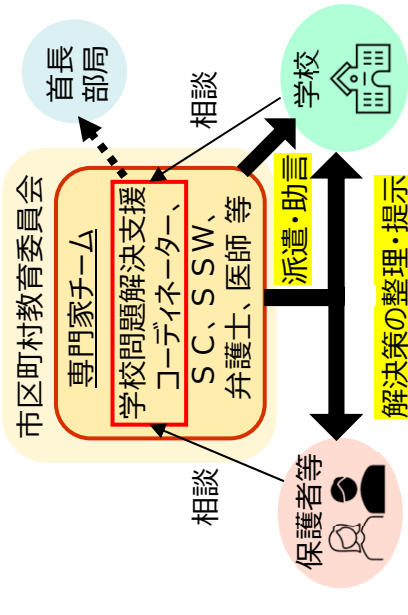 市区町村教育委員会
専門家チーム
学校問題解決支援
コーディネーター、
ＳＣ、ＳＳＷ、
弁護士、医師 等
首長
部局
相談
相談
学校
保護者等
派遣・助言
解決策の整理・提示